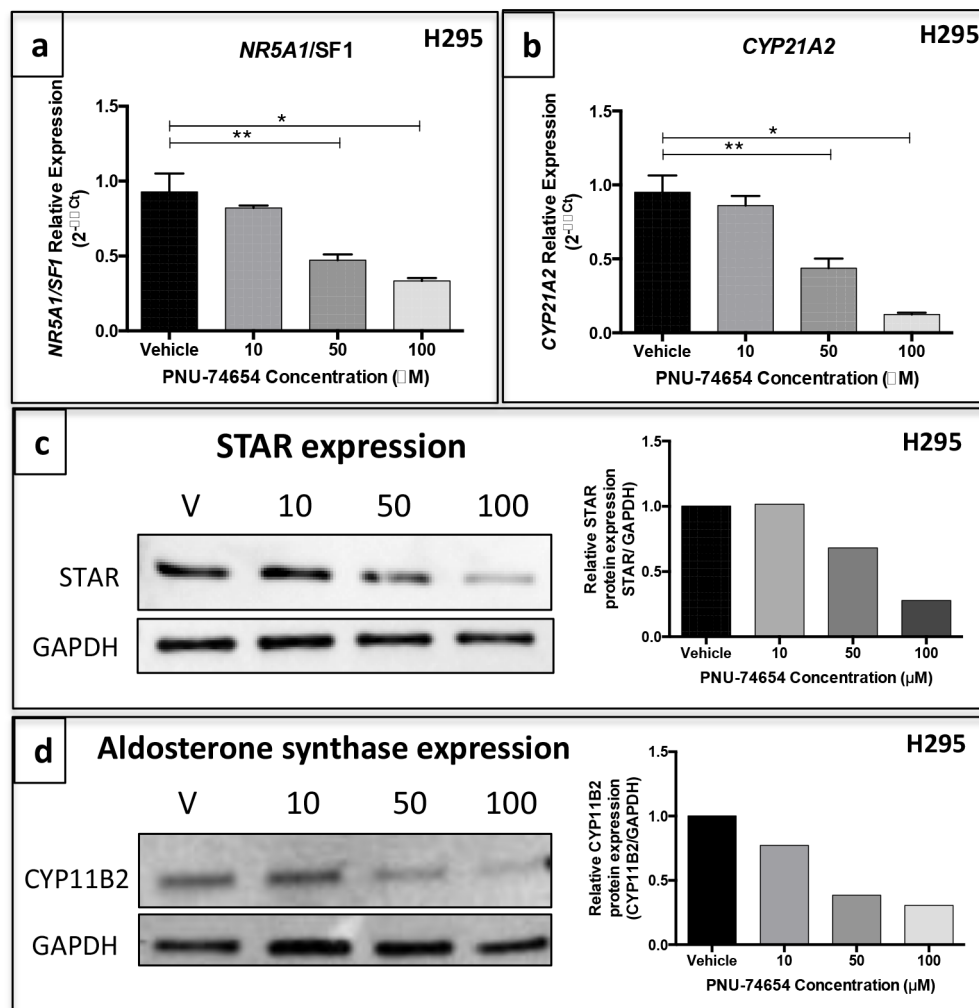 a
NR5A1/SF1
H295
NR5A1/SF1 Relative Expression
(2-□□Ct)
1.5
1.0
0.5
0.0
*
**
Vehicle 10 50 100
PNU-74654 Concentration (□M)
b
CYP21A2
H295
CYP21A2 Relative Expression
(2-□□Ct)
1.5
1.0
0.5
0.0
*
**
Vehicle 10 50 100
PNU-74654 Concentration (□M)
c
STAR expression
V 10 50 100
STAR
GAPDH
H295
Relative STAR
protein expression
STAR/ GAPDH)
1.5
1.0
0.5
0.0
Vehicle 10 50 100
PNU-74654 Concentration (µM)
d
Aldosterone synthase expression
V 10 50 100
CYP11B2
GAPDH
H295
Relative CYP11B2
protein expression
(CYP11B2/GAPDH)
1.5
1.0
0.5
0.0
Vehicle 10 50 100
PNU-74654 Concentration (µM)